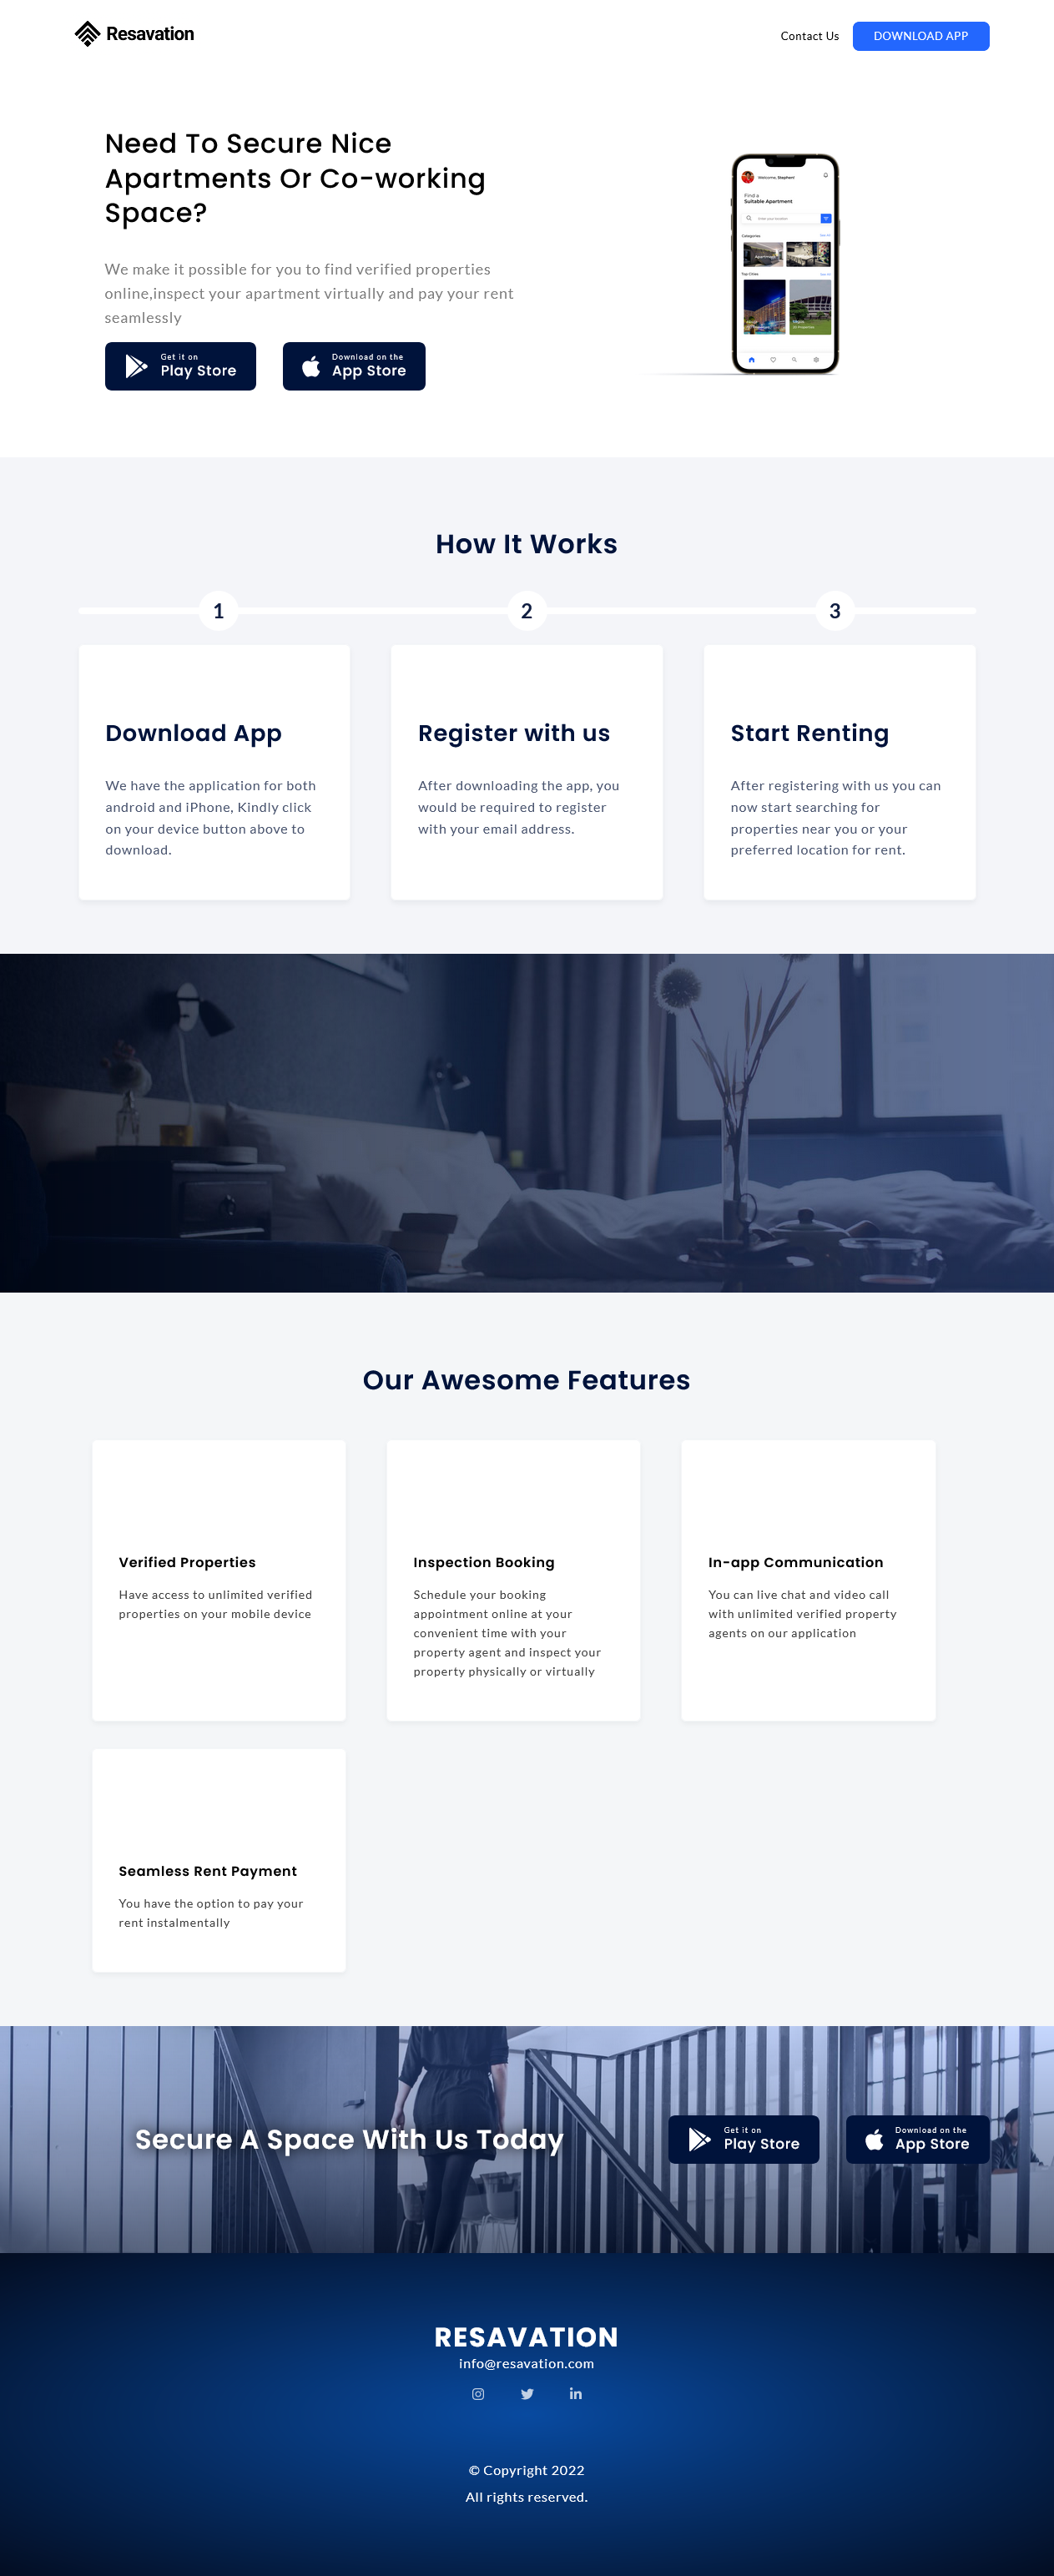 Resavation
Contact Us
DOWNLOAD APP
Need To Secure Nice
Apartments Or Co-working
Space?
We make it possible for you to find verified properties
online,inspect your apartment virtually and pay your rent
seamlessly
Get it on
Play Store
Download on the
App Store
Welcome, Stephen!
Find a
Suitable Apartment
Enter your location
Categories
Top Cities
How It Works
1
2
3
Download App
We have the application for both
android and iPhone, Kindly click
on your device button above to
download.
Register with us
After downloading the app, you
would be required to register
with your email address.
Start Renting
After registering with us you can
now start searching for
properties near you or your
preferred location for rent.
Our Awesome Features
Verified Properties
Have access to unlimited verified
properties on your mobile device
Inspection Booking
Schedule your booking
appointment online at your
convenient time with your
property agent and inspect your
property physically or virtually
In-app Communication
You can live chat and video call
with unlimited verified property
agents on our application
Seamless Rent Payment
You have the option to pay your
rent instalmentally
Secure A Space With Us Today
Get it on
Play Store
Download on the
App Store
RESAVATION
info@resavation.com
© Copyright 2022
All rights reserved.